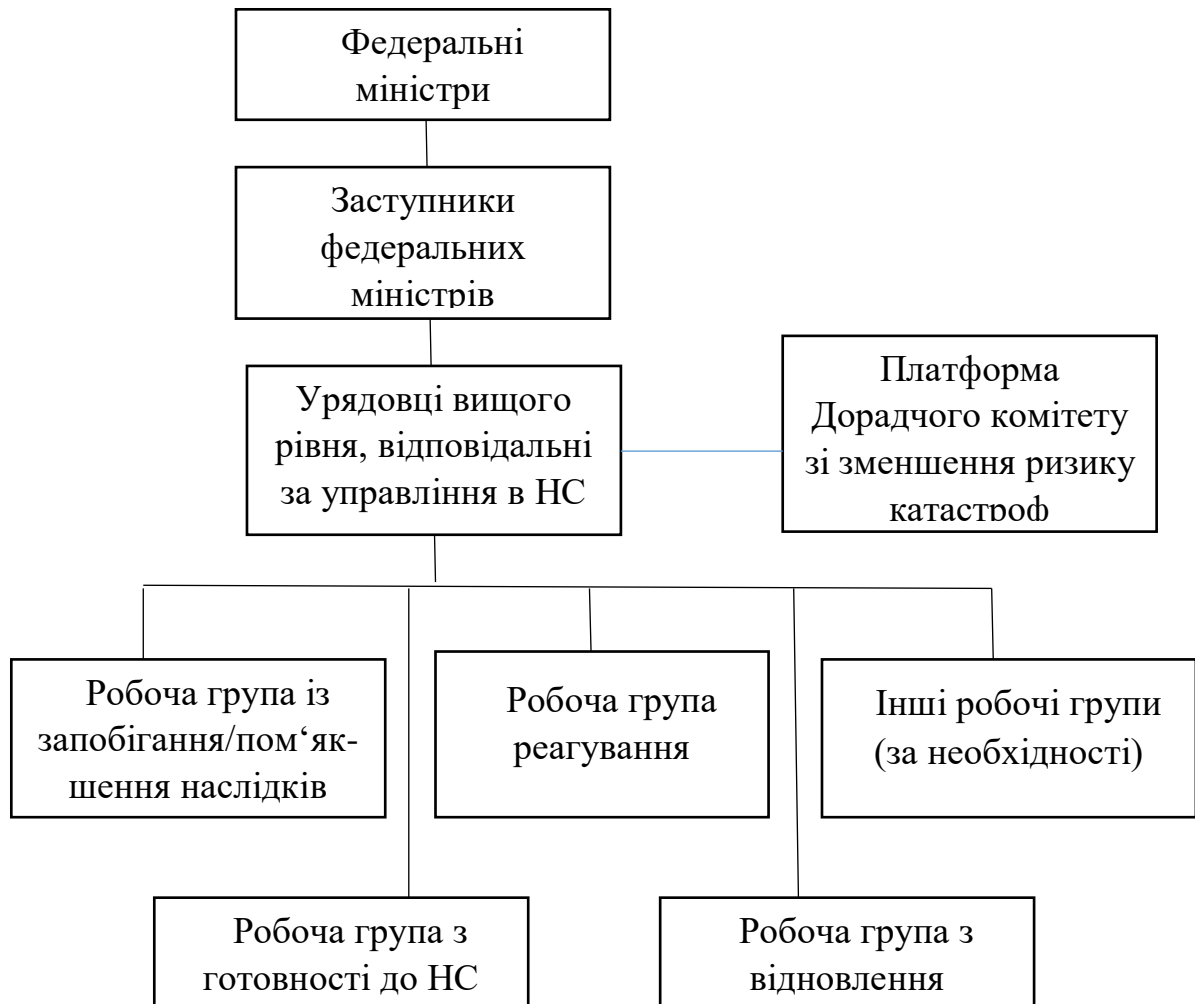 Федеральні
міністри
Заступники
федеральних
міністрів
Урядовці вищого
рівня, відповідальні
за управління в НС
Платформа
Дорадчого комітету
зі зменшення ризику
катастроф
Робоча група із
запобігання/пом‘як-
шення наслідків
Робоча група
реагування
Інші робочі групи
(за необхідності)
Робоча група з
готовності до НС
Робоча група з
відновлення